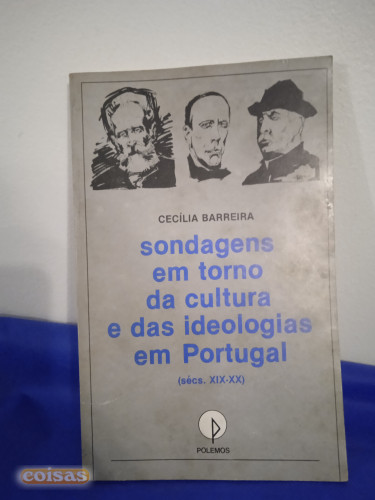 CECÍLIA BARREIRA
sondagens
em torno
da cultura
e das ideologias
em Portugal
(sécs. XIX-XX)
POLEMOS
coisas